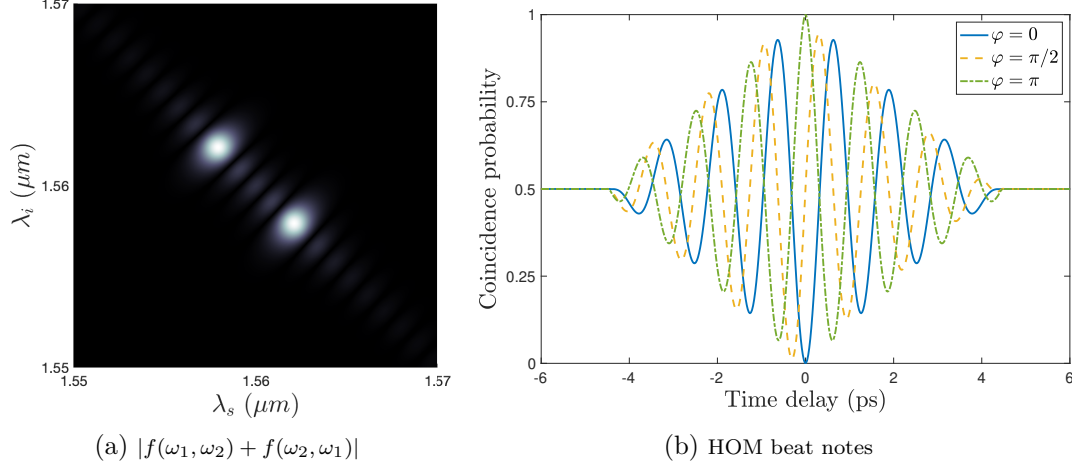 1.57
λᵢ (μm)
1.56
1.55
1.55
1.56
1.57
λₛ (μm)
(a) |f(ω₁, ω₂) + f(ω₂, ω₁)|
Coincidence probability
1
0.75
0.5
0.25
0
φ = 0
φ = π/2
φ = π
-6
-4
-2
0
2
4
6
Time delay (ps)
(b) HOM beat notes